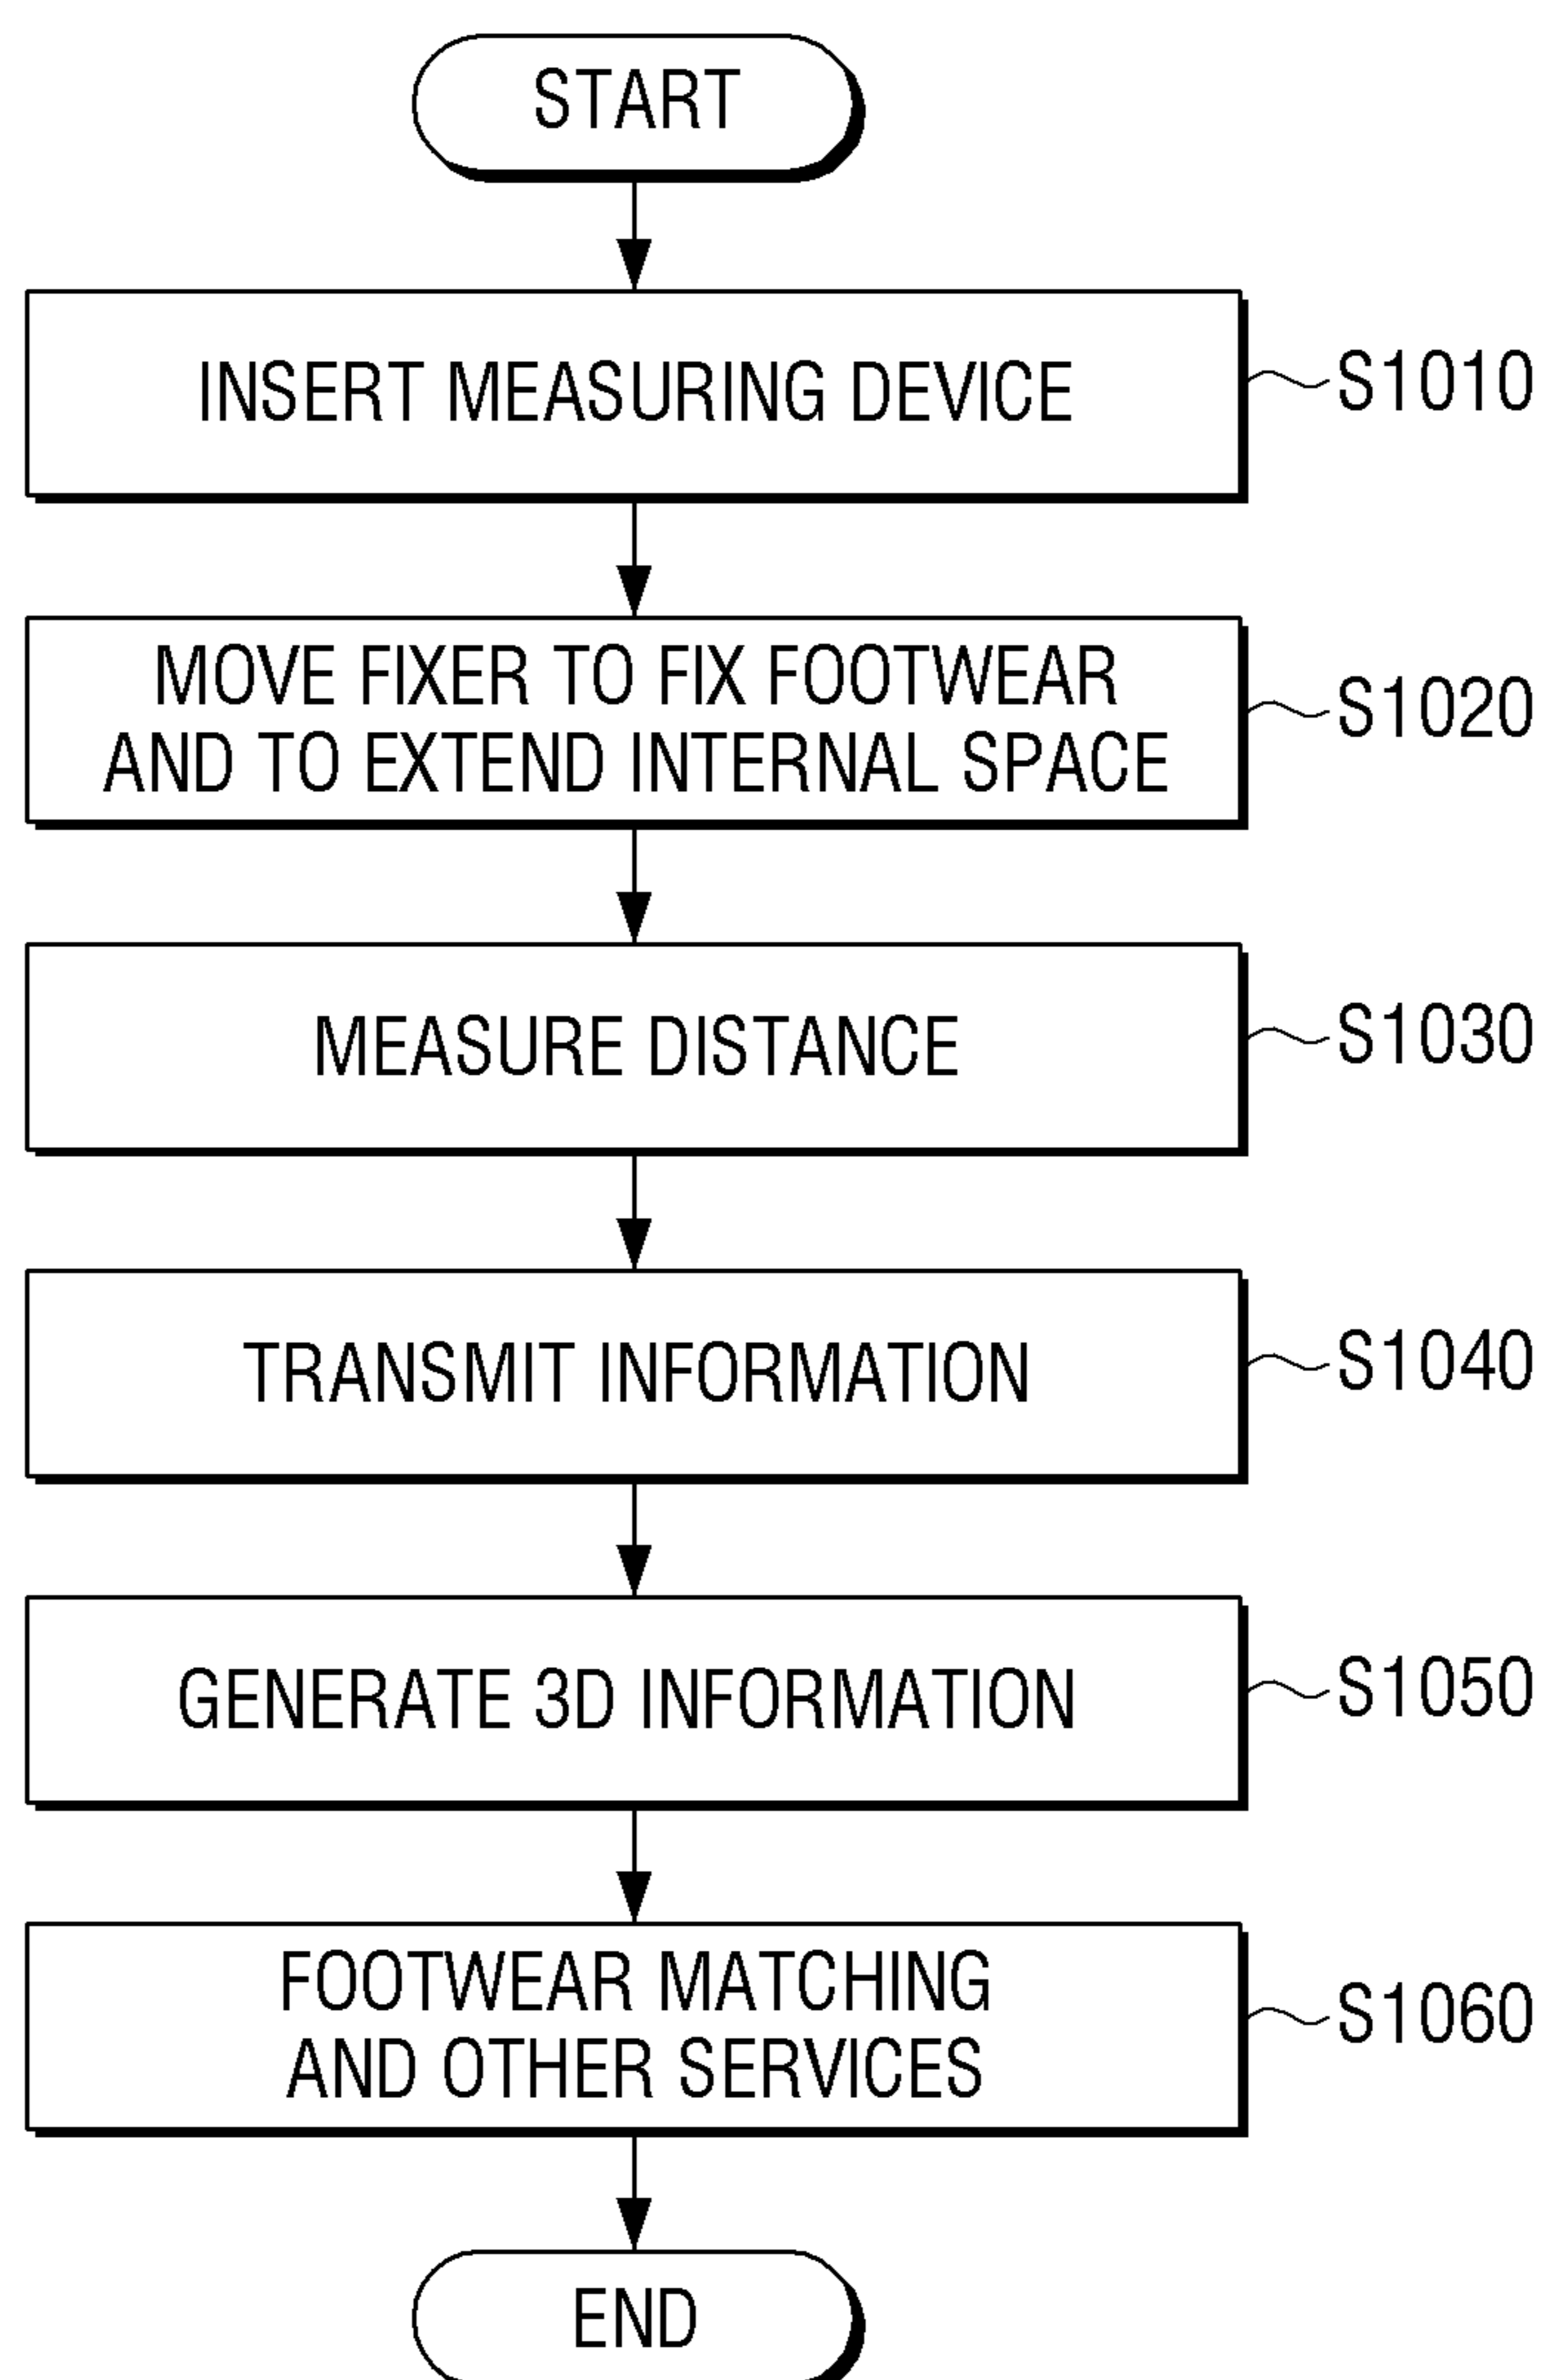 START
INSERT MEASURING DEVICE
S1010
MOVE FIXER TO FIX FOOTWEAR
AND TO EXTEND INTERNAL SPACE
S1020
MEASURE DISTANCE
S1030
TRANSMIT INFORMATION
S1040
GENERATE 3D INFORMATION
S1050
FOOTWEAR MATCHING
AND OTHER SERVICES
S1060
END